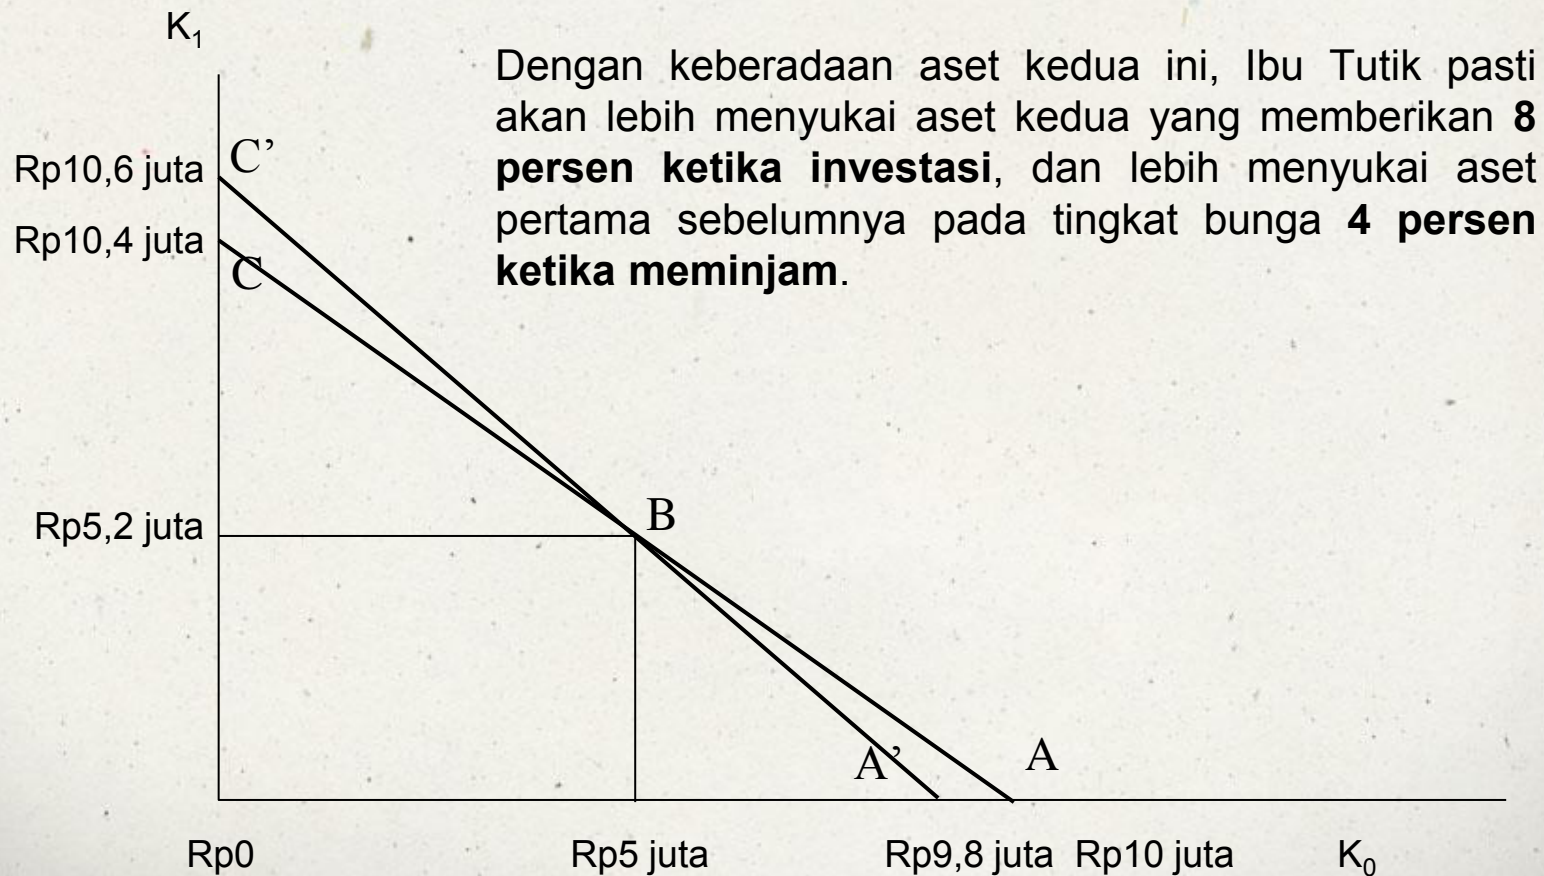 K₁
Dengan keberadaan aset kedua ini, Ibu Tutik pasti
akan lebih menyukai aset kedua yang memberikan 8
persen ketika investasi, dan lebih menyukai aset
pertama sebelumnya pada tingkat bunga 4 persen
ketika meminjam.
Rp10,6 juta C’
Rp10,4 juta
C
Rp5,2 juta B
A’ A
Rp0 Rp5 juta Rp9,8 juta Rp10 juta K₀